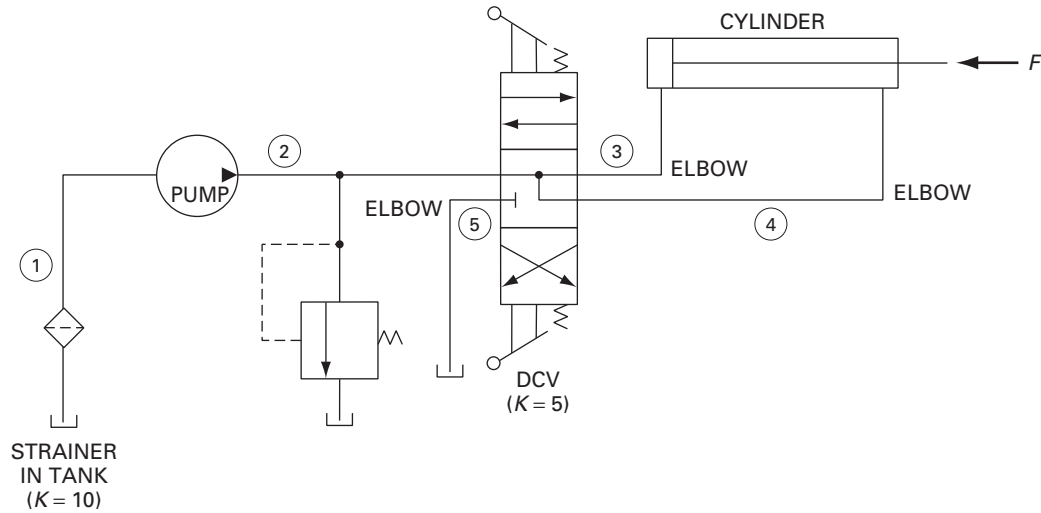 CYLINDER
F
2
3
PUMP
ELBOW
ELBOW
ELBOW
5
4
1
DCV
(K = 5)
STRAINER
IN TANK
(K = 10)